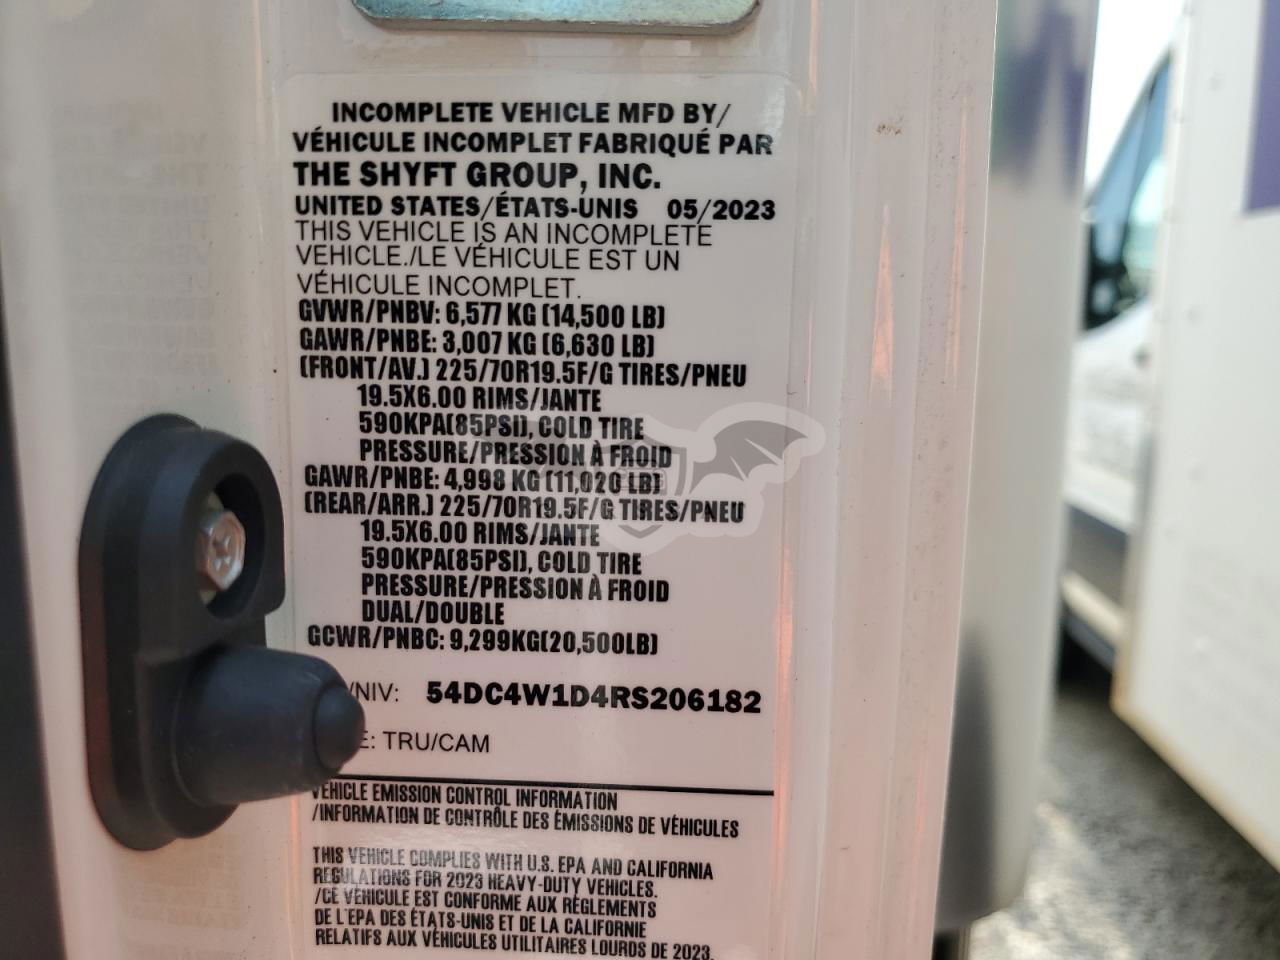 INCOMPLETE VEHICLE MFD BY/
VÉHICULE INCOMPLET FABRIQUÉ PAR
THE SHYFT GROUP, INC.
UNITED STATES/ÉTATS-UNIS 05/2023
THIS VEHICLE IS AN INCOMPLETE
VEHICLE./LE VÉHICULE EST UN
VÉHICULE INCOMPLET.
GVWR/PNBV: 6,577 KG (14,500 LB)
GAWR/PNBE: 3,007 KG (6,630 LB)
(FRONT/AV.) 225/70R19.5F/G TIRES/PNEU
19.5X6.00 RIMS/JANTE
590KPA(85PSI), COLD TIRE
PRESSURE/PRESSION À FROID
GAWR/PNBE: 4,998 KG (11,020 LB)
(REAR/ARR.) 225/70R19.5F/G TIRES/PNEU
19.5X6.00 RIMS/JANTE
590KPA(85PSI), COLD TIRE
PRESSURE/PRESSION À FROID
DUAL/DOUBLE
GCWR/PNBC: 9,299KG(20,500LB)
/NIV: 54DC4W1D4RS206182
E: TRU/CAM
VEHICLE EMISSION CONTROL INFORMATION
/INFORMATION DE CONTRÔLE DES ÉMISSIONS DE VÉHICULES
THIS VEHICLE COMPLIES WITH U.S. EPA AND CALIFORNIA
REGULATIONS FOR 2023 HEAVY-DUTY VEHICLES.
/CE VÉHICULE EST CONFORME AUX RÈGLEMENTS
DE L'EPA DES ÉTATS-UNIS ET DE LA CALIFORNIE
RELATIFS AUX VÉHICULES UTILITAIRES LOURDS DE 2023.